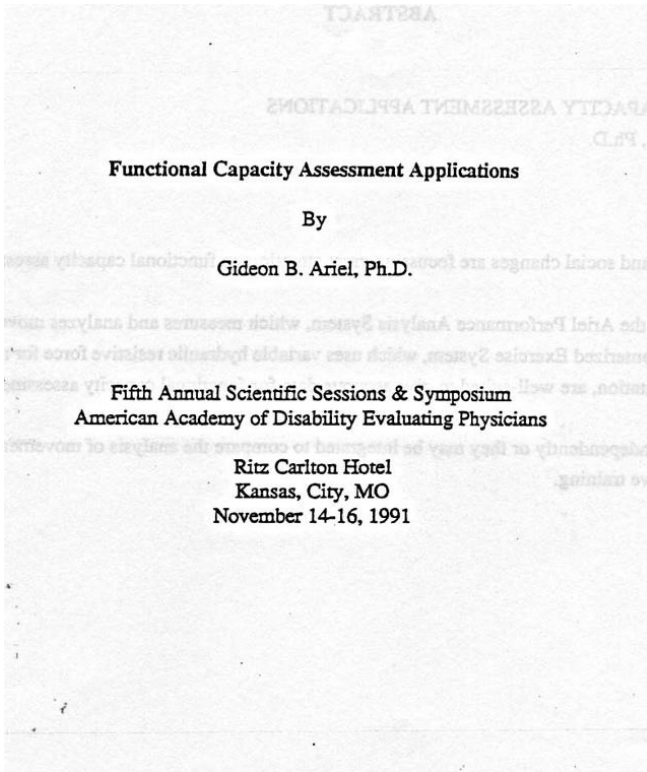 Functional Capacity Assessment Applications
By
Gideon B. Ariel, Ph.D.
Fifth Annual Scientific Sessions & Symposium
American Academy of Disability Evaluating Physicians
Ritz Carlton Hotel
Kansas, City, MO
November 14-16, 1991